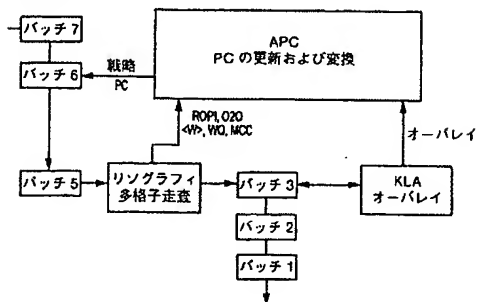 バッチ 7
APC
PC の更新および変換
バッチ 6
戦略
PC
ROPI, O2O
<W>, WQ, MCC
オーバレイ
バッチ 5
リソグラフィ
多格子走査
バッチ 3
KLA
オーバレイ
バッチ 2
バッチ 1